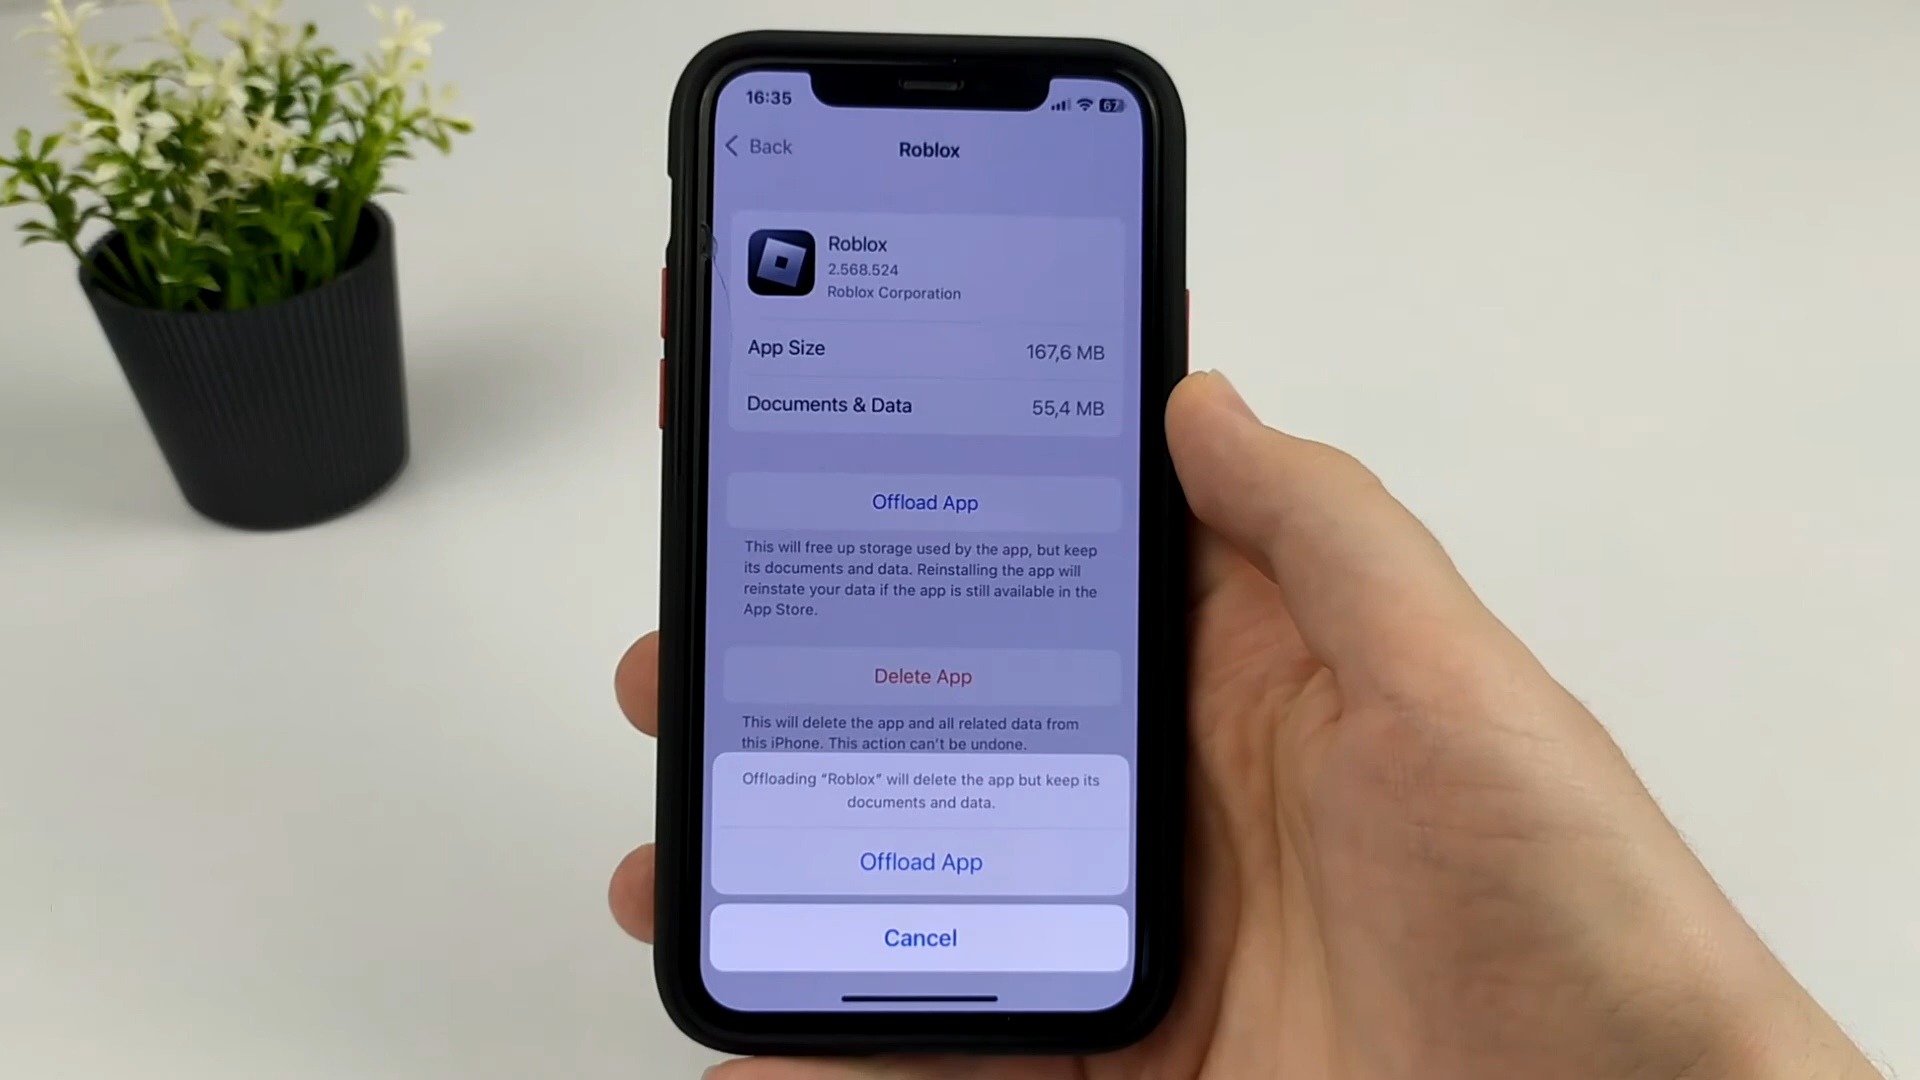 16:35
67
Back
Roblox
Roblox
2.568.524
Roblox Corporation
App Size
167,6 MB
Documents & Data
55,4 MB
Offload App
This will free up storage used by the app, but keep
its documents and data. Reinstalling the app will
reinstate your data if the app is still available in the
App Store.
Delete App
This will delete the app and all related data from
this iPhone. This action can't be undone.
Offloading “Roblox” will delete the app but keep its
documents and data.
Offload App
Cancel